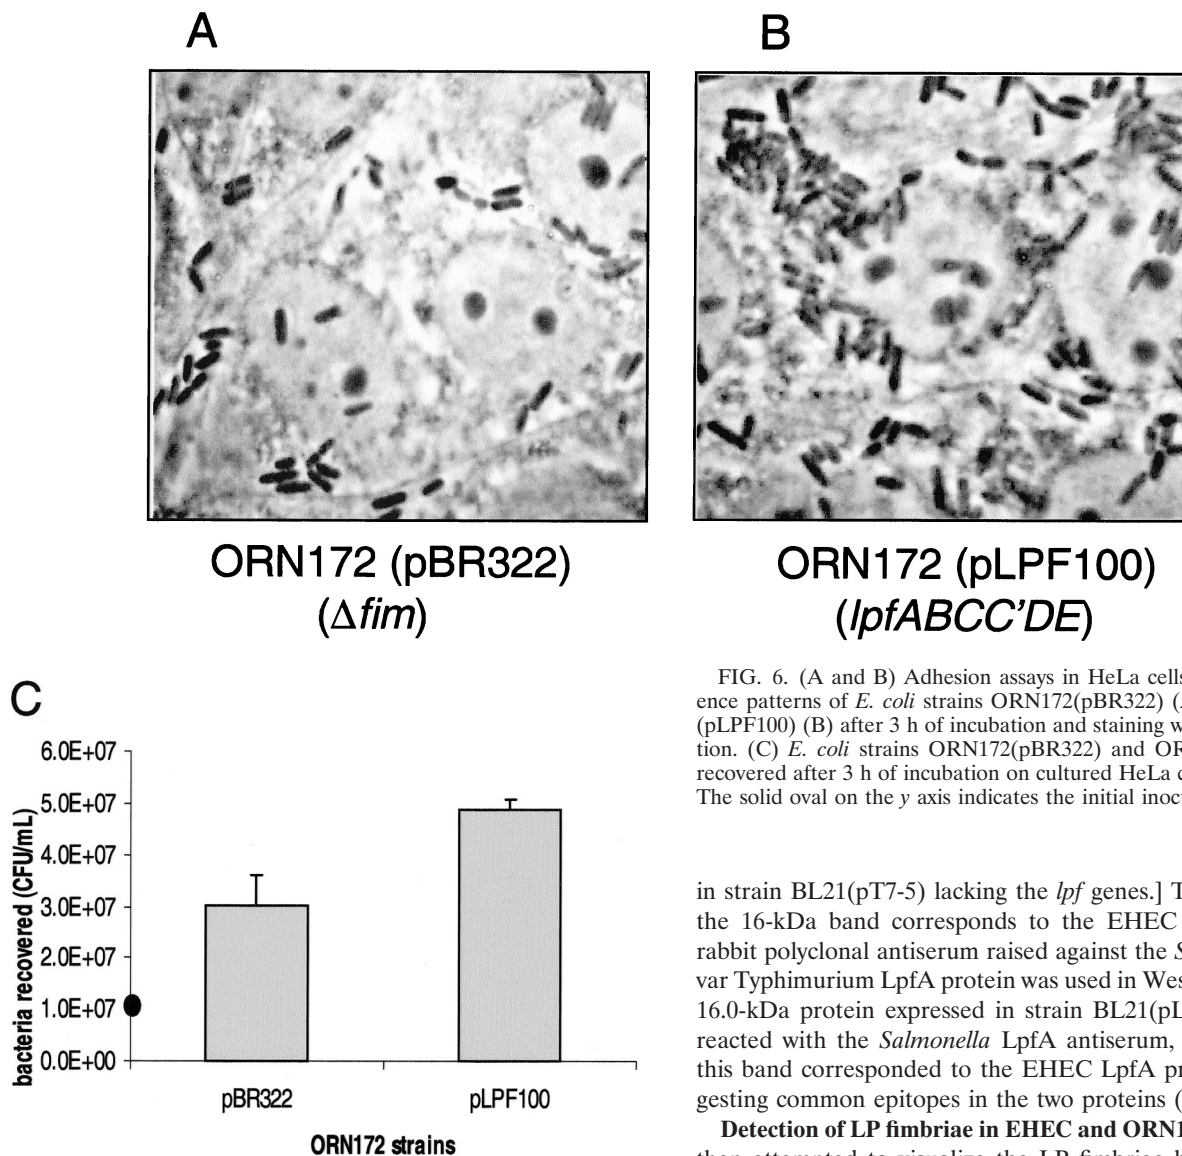 A
B
ORN172 (pBR322)
(Δfim)
ORN172 (pLPF100)
(lpfABCC'DE)
C
6.0E+07
5.0E+07
4.0E+07
3.0E+07
2.0E+07
1.0E+07
0.0E+00
bacteria recovered (CFU/mL)
pBR322
pLPF100
ORN172 strains
FIG. 6. (A and B) Adhesion assays in HeLa cells
ence patterns of E. coli strains ORN172(pBR322) (
(pLPF100) (B) after 3 h of incubation and staining w
tion. (C) E. coli strains ORN172(pBR322) and OR
recovered after 3 h of incubation on cultured HeLa c
The solid oval on the y axis indicates the initial inoc
in strain BL21(pT7-5) lacking the lpf genes.] T
the 16-kDa band corresponds to the EHEC
rabbit polyclonal antiserum raised against the S
var Typhimurium LpfA protein was used in Wes
16.0-kDa protein expressed in strain BL21(pL
reacted with the Salmonella LpfA antiserum,
this band corresponded to the EHEC LpfA pr
gesting common epitopes in the two proteins (
Detection of LP fimbriae in EHEC and ORN1